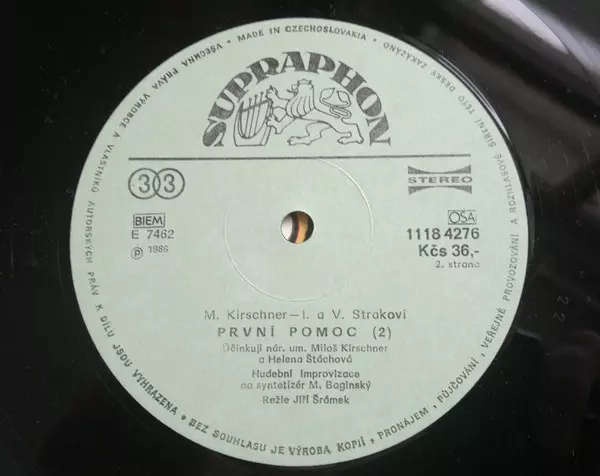 VŠECHNA PRÁVA VÝROBCE A VLASTNÍKŮ AUTORSKÝCH PRÁV K DÍLU JSOU VYHRAZENA • BEZ SOUHLASU JE VÝROBA KOPIÍ, PRONÁJEM, PŮJČOVÁNÍ, VEŘEJNÉ PROVOZOVÁNÍ A ROZHLASOVÉ ŠÍŘENÍ TÉTO DESKY ZAKÁZÁNO • MADE IN CZECHOSLOVAKIA •
SUPRAPHON
33
STEREO
BIEM
E 7462
℗ 1986
OSA
1118 4276
Kčs 36,-
2. strana
M. Kirschner – I. a V. Strakovi
PRVNÍ POMOC (2)
Účinkují nár. um. Miloš Kirschner
a Helena Štáchová
Hudební improvizace
na syntetizér M. Baginský
Režie Jiří Šrámek